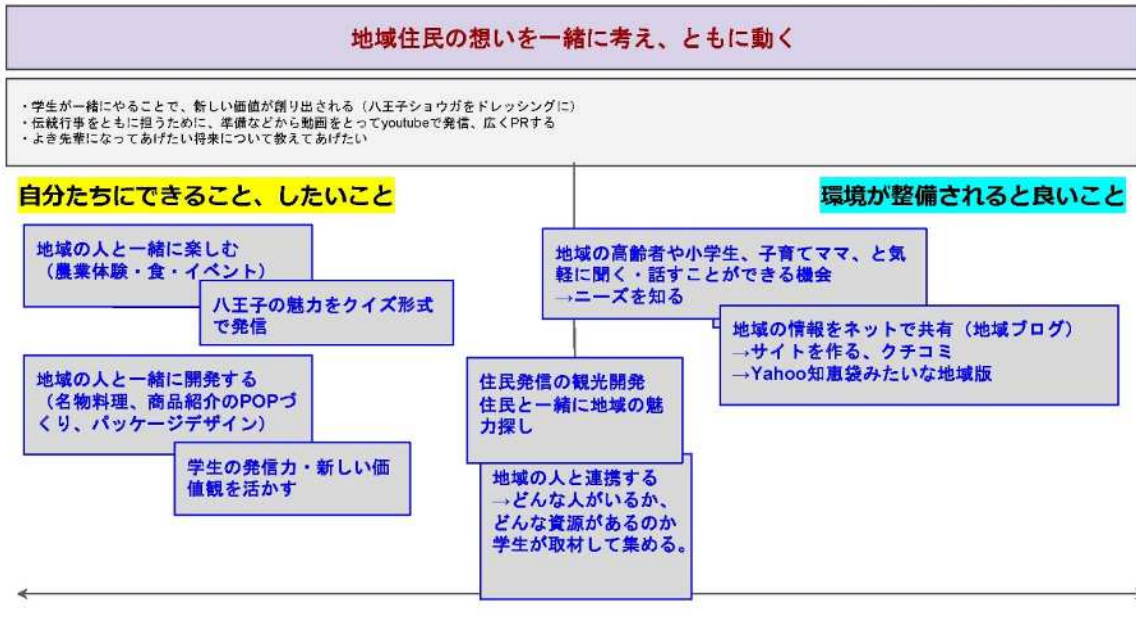 地域住民の想いを一緒に考え、ともに動く
・学生が一緒にやることで、新しい価値が創り出される（八王子ショウガをドレッシングに）
・伝統行事をともに担うために、準備などから動画をとってyoutubeで発信、広くPRする
・よき先輩になってあげたい将来について教えてあげたい
自分たちにできること、したいこと
環境が整備されると良いこと
地域の人と一緒に楽しむ
（農業体験・食・イベント）
八王子の魅力をクイズ形式
で発信
地域の人と一緒に開発する
（名物料理、商品紹介のPOPづ
くり、パッケージデザイン）
学生の発信力・新しい価
値観を活かす
住民発信の観光開発
住民と一緒に地域の魅
力探し
地域の人と連携する
→どんな人がいるか、
どんな資源があるのか
学生が取材して集める。
地域の高齢者や小学生、子育てママ、と気
軽に聞く・話すことができる機会
→ニーズを知る
地域の情報をネットで共有（地域ブログ）
→サイトを作る、クチコミ
→Yahoo知恵袋みたいな地域版